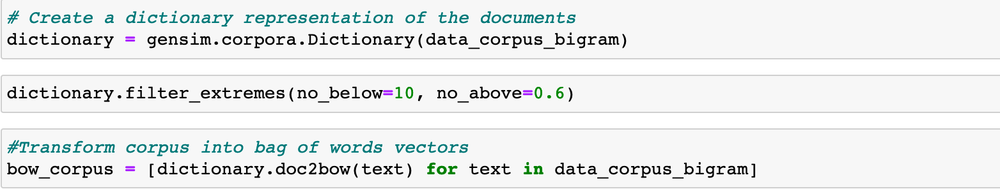 # Create a dictionary representation of the documents
dictionary = gensim.corpora.Dictionary(data_corpus_bigram)
dictionary.filter_extremes(no_below=10, no_above=0.6)
#Transform corpus into bag of words vectors
bow_corpus = [dictionary.doc2bow(text) for text in data_corpus_bigram]